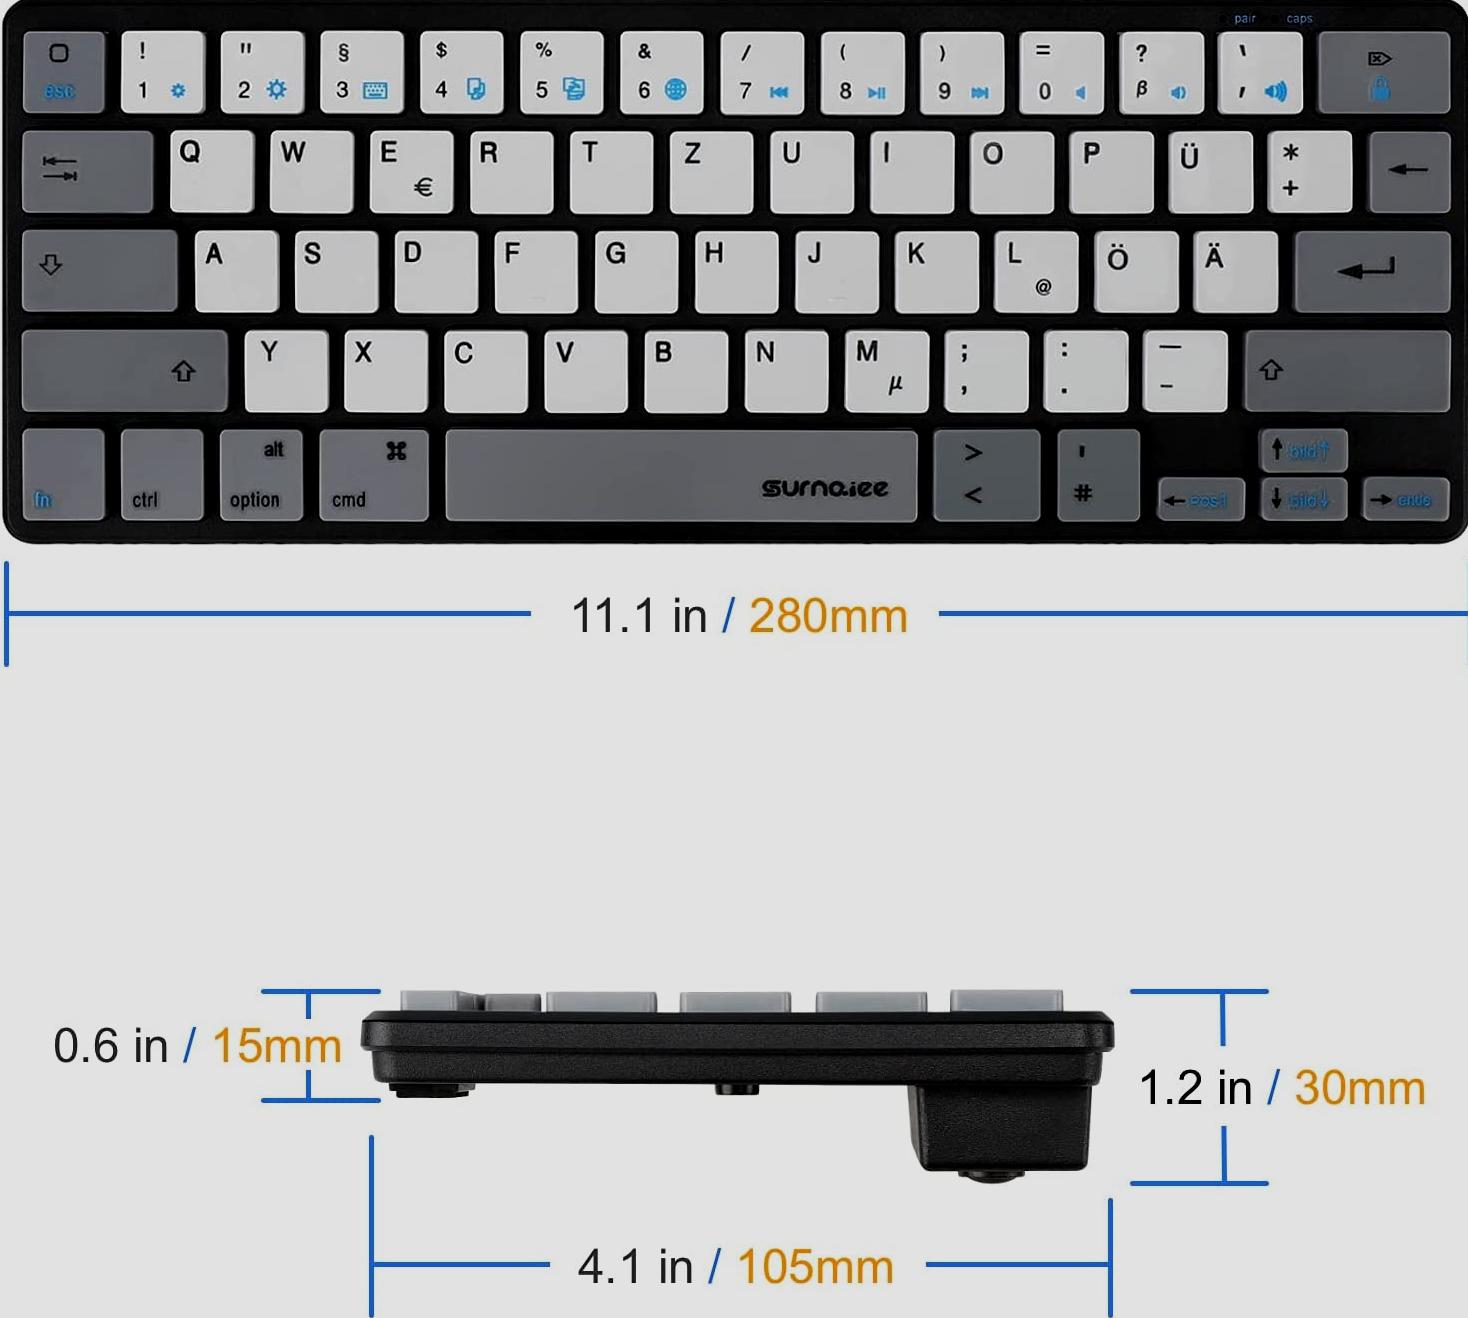 pair caps
! " § $ % & / ( ) = ? `
esc 1 2 3 4 5 6 7 8 9 0 β ′
Q W E R T Z U I O P Ü *
€ +
A S D F G H J K L Ö Ä
@
Y X C V B N M ; : —
µ , . -
alt ⌘ > ' ↑ bild↑
fn ctrl option cmd surnaiee < # ← pos1 ↓ bild↓ → ende
11.1 in / 280mm
0.6 in / 15mm
1.2 in / 30mm
4.1 in / 105mm